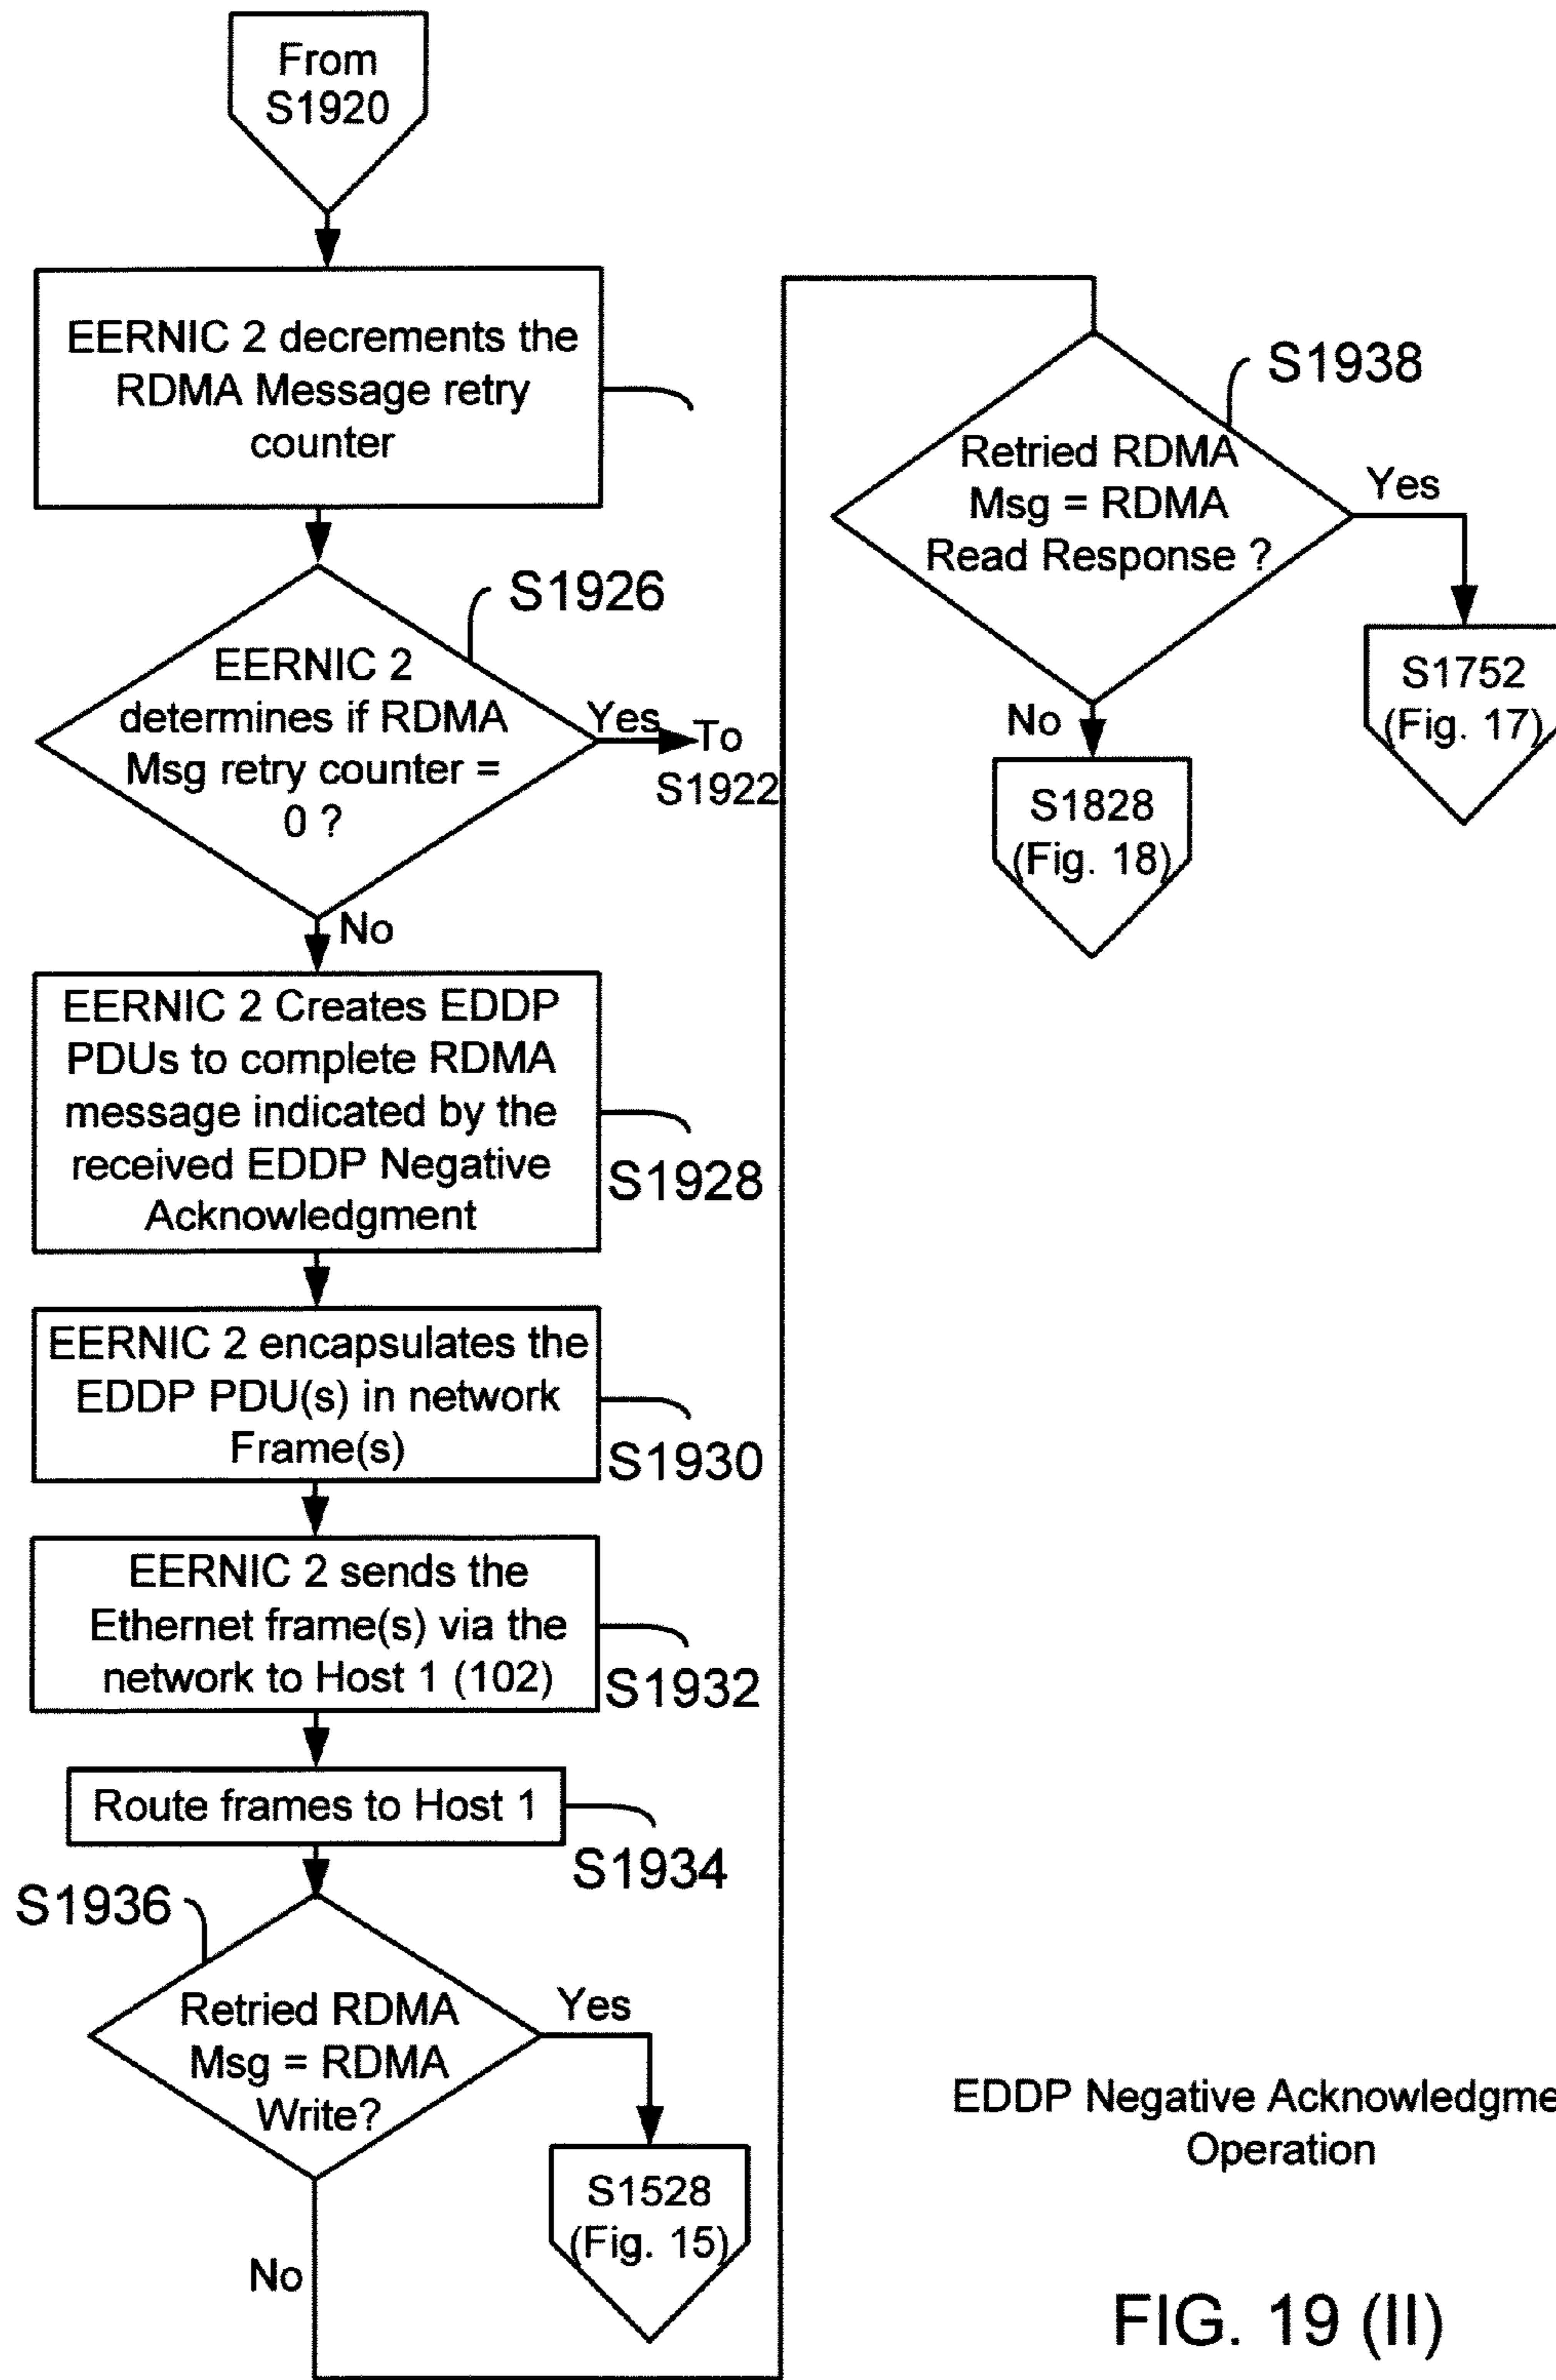 From
S1920
EERNIC 2 decrements the
RDMA Message retry
counter
S1926
EERNIC 2
determines if RDMA
Msg retry counter =
0 ?
Yes
To
S1922
No
EERNIC 2 Creates EDDP
PDUs to complete RDMA
message indicated by the
received EDDP Negative
Acknowledgment
S1928
EERNIC 2 encapsulates the
EDDP PDU(s) in network
Frame(s)
S1930
EERNIC 2 sends the
Ethernet frame(s) via the
network to Host 1 (102)
S1932
Route frames to Host 1
S1934
S1936
Retried RDMA
Msg = RDMA
Write?
Yes
S1528
(Fig. 15)
No
S1938
Retried RDMA
Msg = RDMA
Read Response ?
Yes
S1752
(Fig. 17)
No
S1828
(Fig. 18)
EDDP Negative Acknowledgme
Operation
FIG. 19 (II)